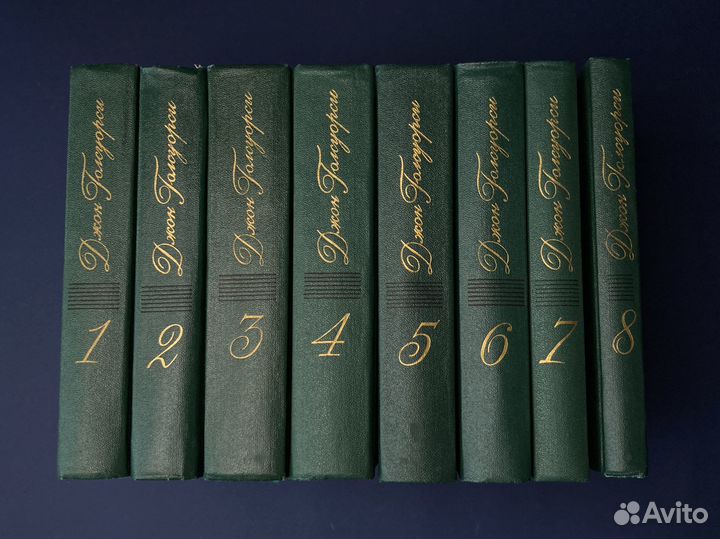 Джон Голсуорси
1
Джон Голсуорси
2
Джон Голсуорси
3
Джон Голсуорси
4
Джон Голсуорси
5
Джон Голсуорси
6
Джон Голсуорси
7
Джон Голсуорси
8
Avito